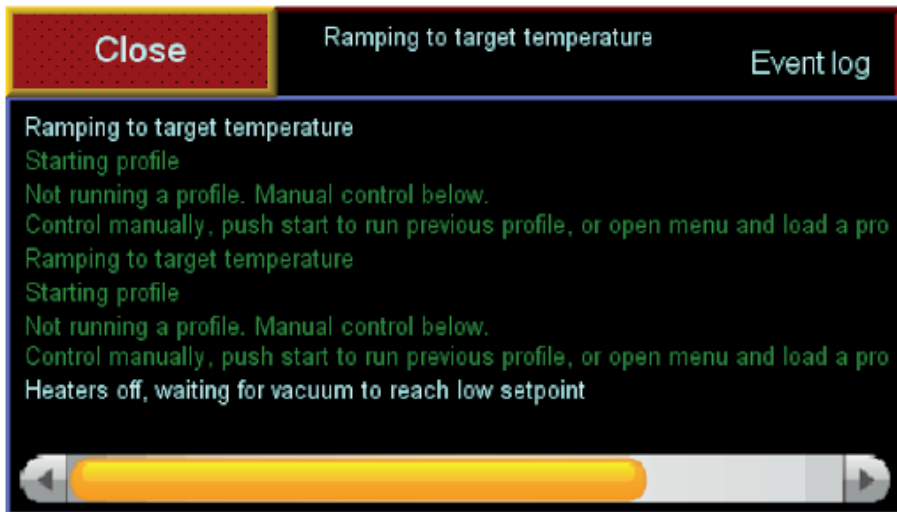 Close
Ramping to target temperature
Event log
Ramping to target temperature
Starting profile
Not running a profile. Manual control below.
Control manually, push start to run previous profile, or open menu and load a pro
Ramping to target temperature
Starting profile
Not running a profile. Manual control below.
Control manually, push start to run previous profile, or open menu and load a pro
Heaters off, waiting for vacuum to reach low setpoint